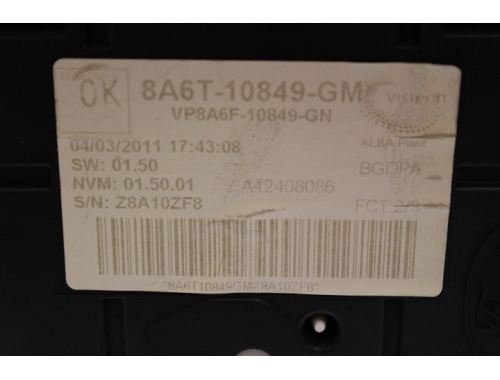 OK
8A6T-10849-GM Visteon
VP8A6F-10849-GN
04/03/2011 17:43:08 ALBA Plant
SW: 01.50 BGDPA
NVM: 01.50.01 A12408086
S/N: Z8A10ZF8 FCT 2/3
*8A6T10849GMZ8A10ZF8*